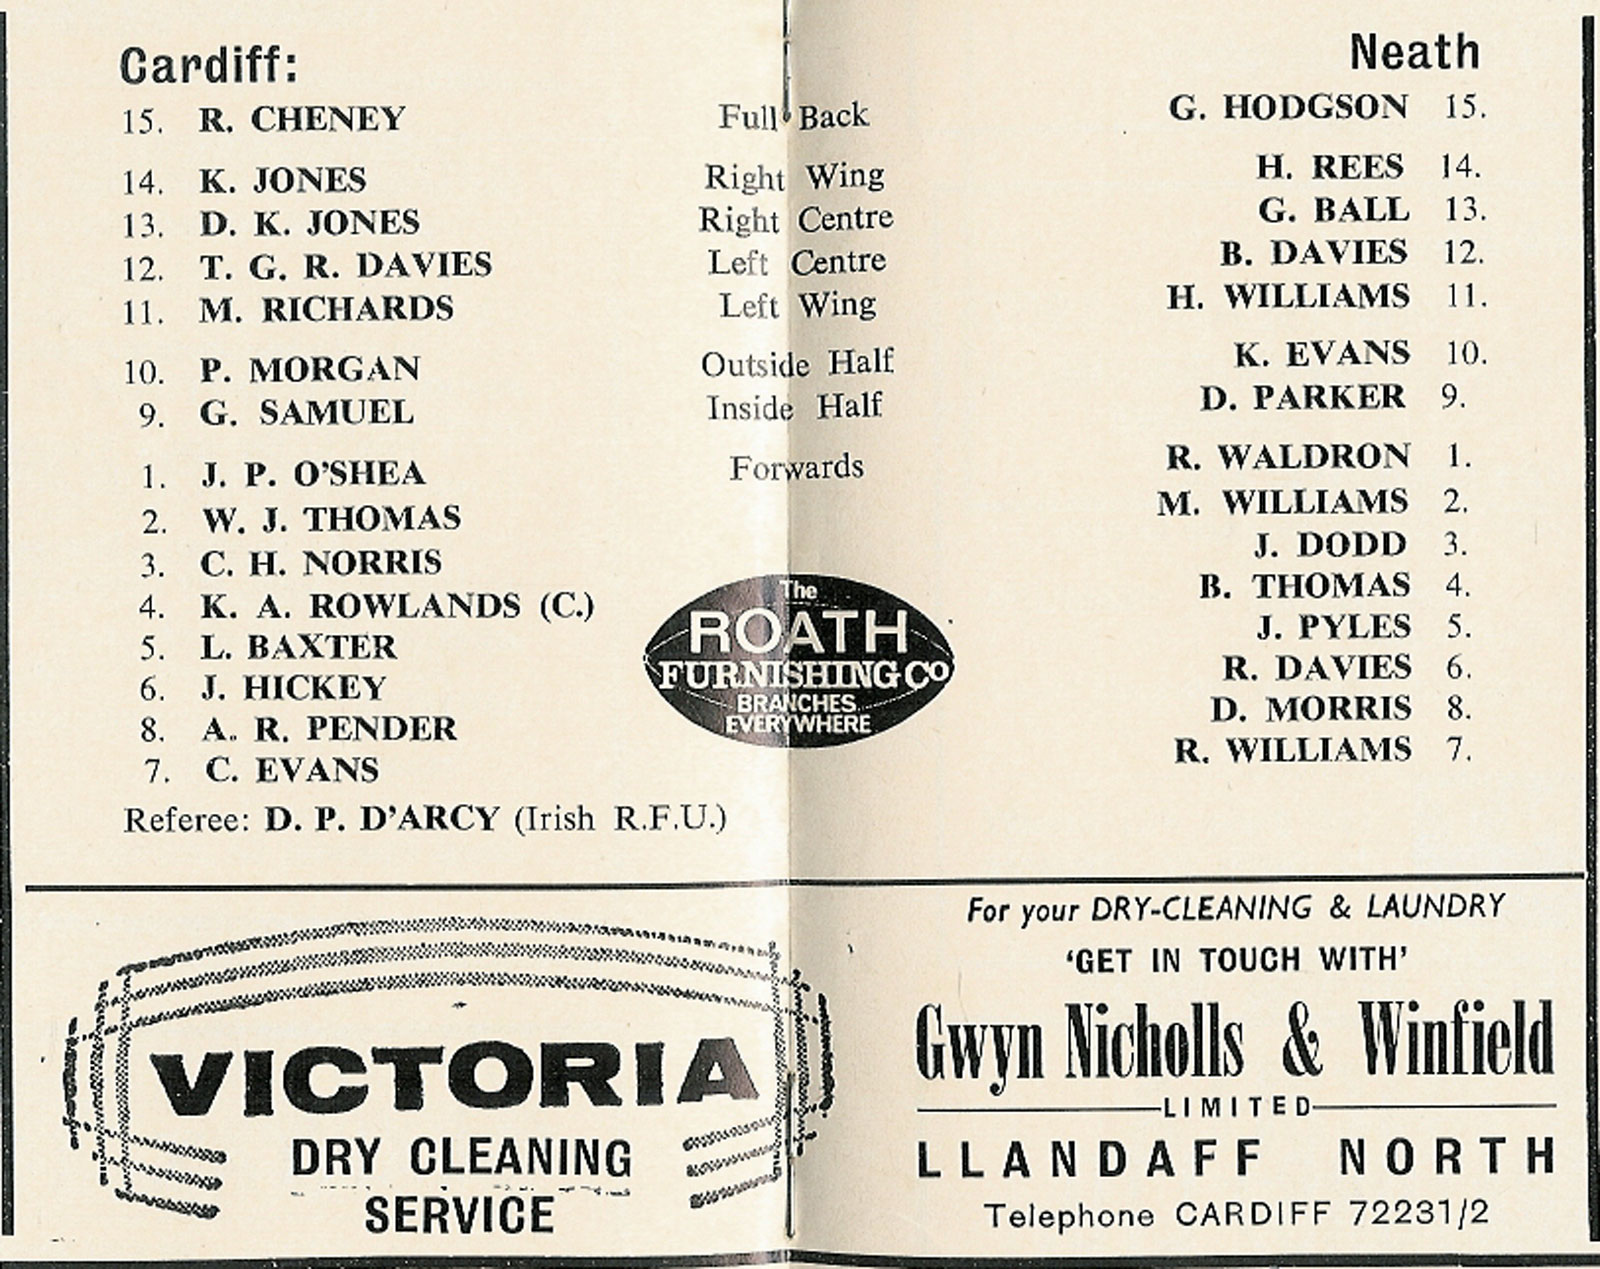 Cardiff:
Neath
15. R. CHENEY Full Back G. HODGSON 15.
14. K. JONES Right Wing H. REES 14.
13. D. K. JONES Right Centre G. BALL 13.
12. T. G. R. DAVIES Left Centre B. DAVIES 12.
11. M. RICHARDS Left Wing H. WILLIAMS 11.
10. P. MORGAN Outside Half K. EVANS 10.
9. G. SAMUEL Inside Half D. PARKER 9.
1. J. P. O'SHEA Forwards R. WALDRON 1.
2. W. J. THOMAS M. WILLIAMS 2.
3. C. H. NORRIS J. DODD 3.
4. K. A. ROWLANDS (C.) B. THOMAS 4.
5. L. BAXTER J. PYLES 5.
6. J. HICKEY R. DAVIES 6.
8. A. R. PENDER D. MORRIS 8.
7. C. EVANS R. WILLIAMS 7.
The
ROATH
FURNISHING CO
BRANCHES
EVERYWHERE
Referee: D. P. D'ARCY (Irish R.F.U.)
VICTORIA
DRY CLEANING
SERVICE
For your DRY-CLEANING & LAUNDRY
'GET IN TOUCH WITH'
Gwyn Nicholls & Winfield
LIMITED
LLANDAFF NORTH
Telephone CARDIFF 72231/2